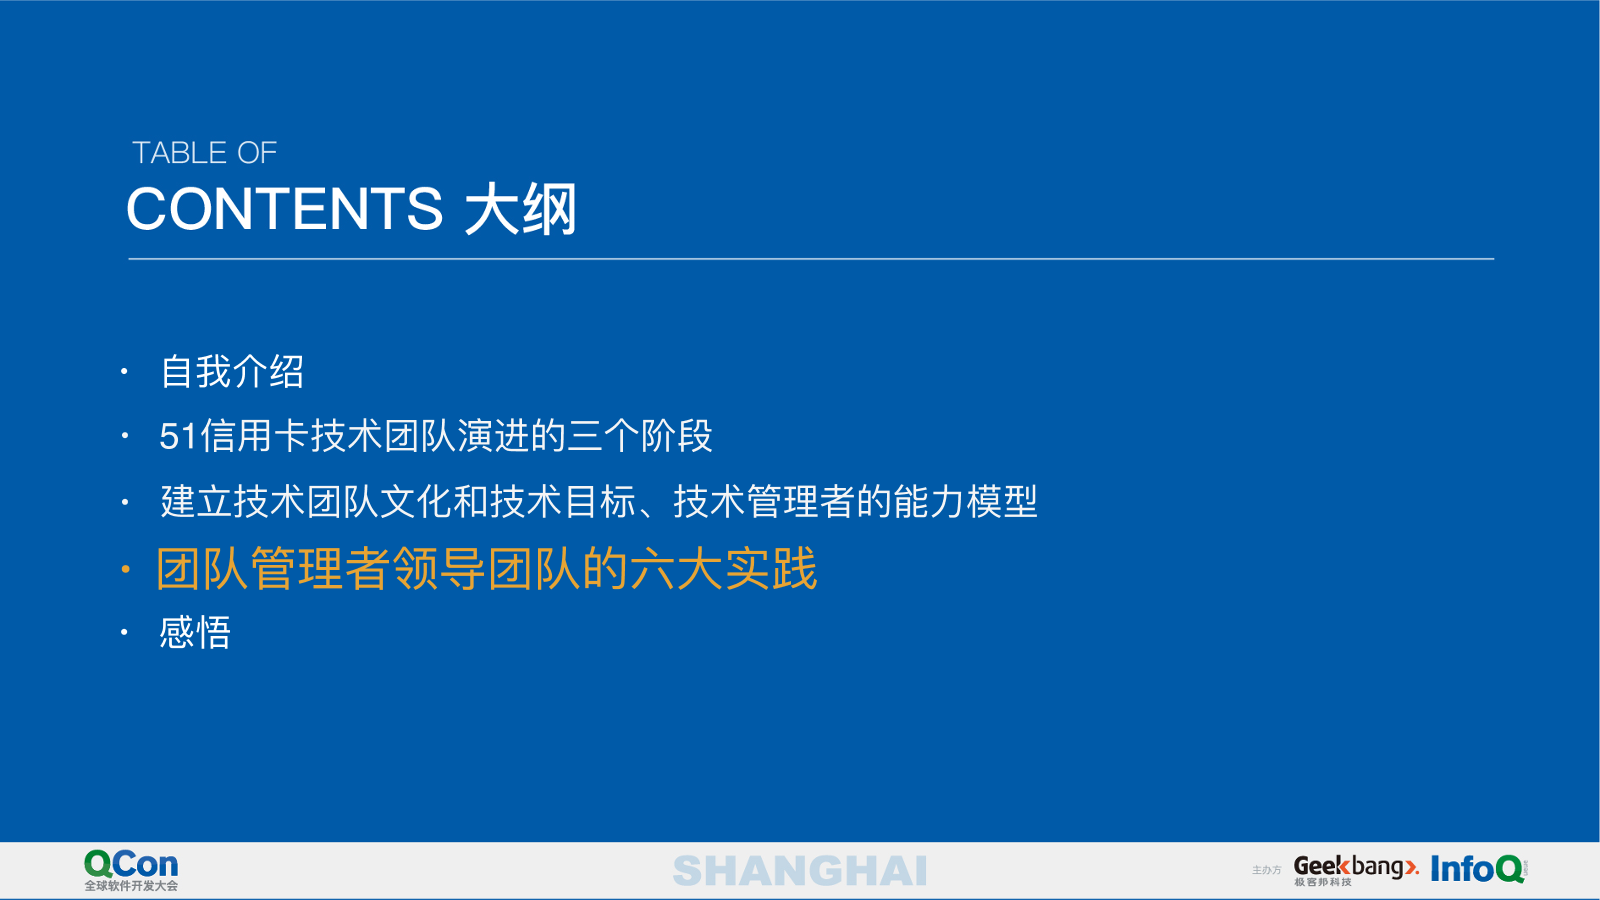 TABLE OF
CONTENTS 大纲
• 自我介绍
• 51信用卡技术团队演进的三个阶段
• 建立技术团队文化和技术目标、技术管理者的能力模型
• 团队管理者领导团队的六大实践
• 感悟
QCon
全球软件开发大会
SHANGHAI
主办方
Geekbang>.
极客邦科技
InfoQ